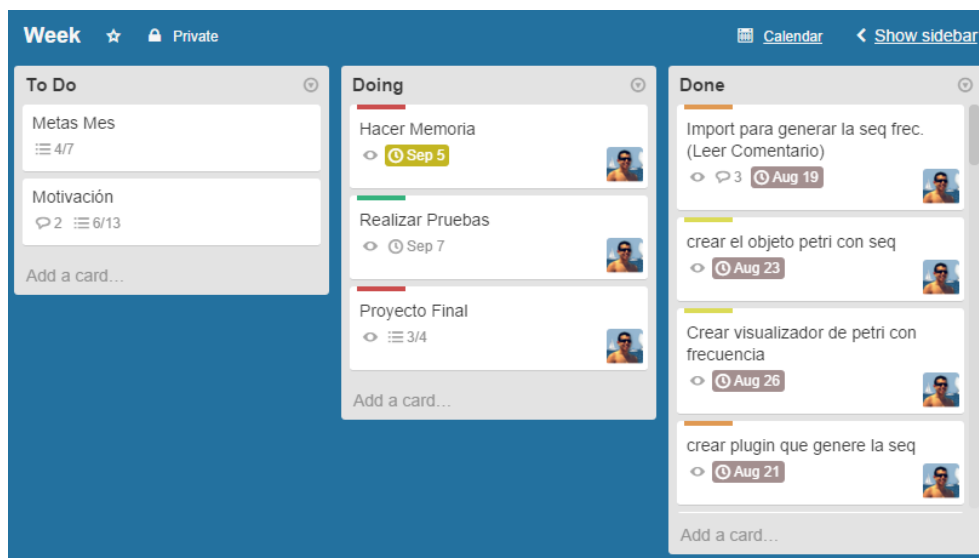 Week Private Calendar Show sidebar
To Do
Metas Mes
4/7
Motivación
2 6/13
Add a card...
Doing
Hacer Memoria
Sep 5
Realizar Pruebas
Sep 7
Proyecto Final
3/4
Add a card...
Done
Import para generar la seq frec.
(Leer Comentario)
3 Aug 19
crear el objeto petri con seq
Aug 23
Crear visualizador de petri con
frecuencia
Aug 26
crear plugin que genere la seq
Aug 21
Add a card...